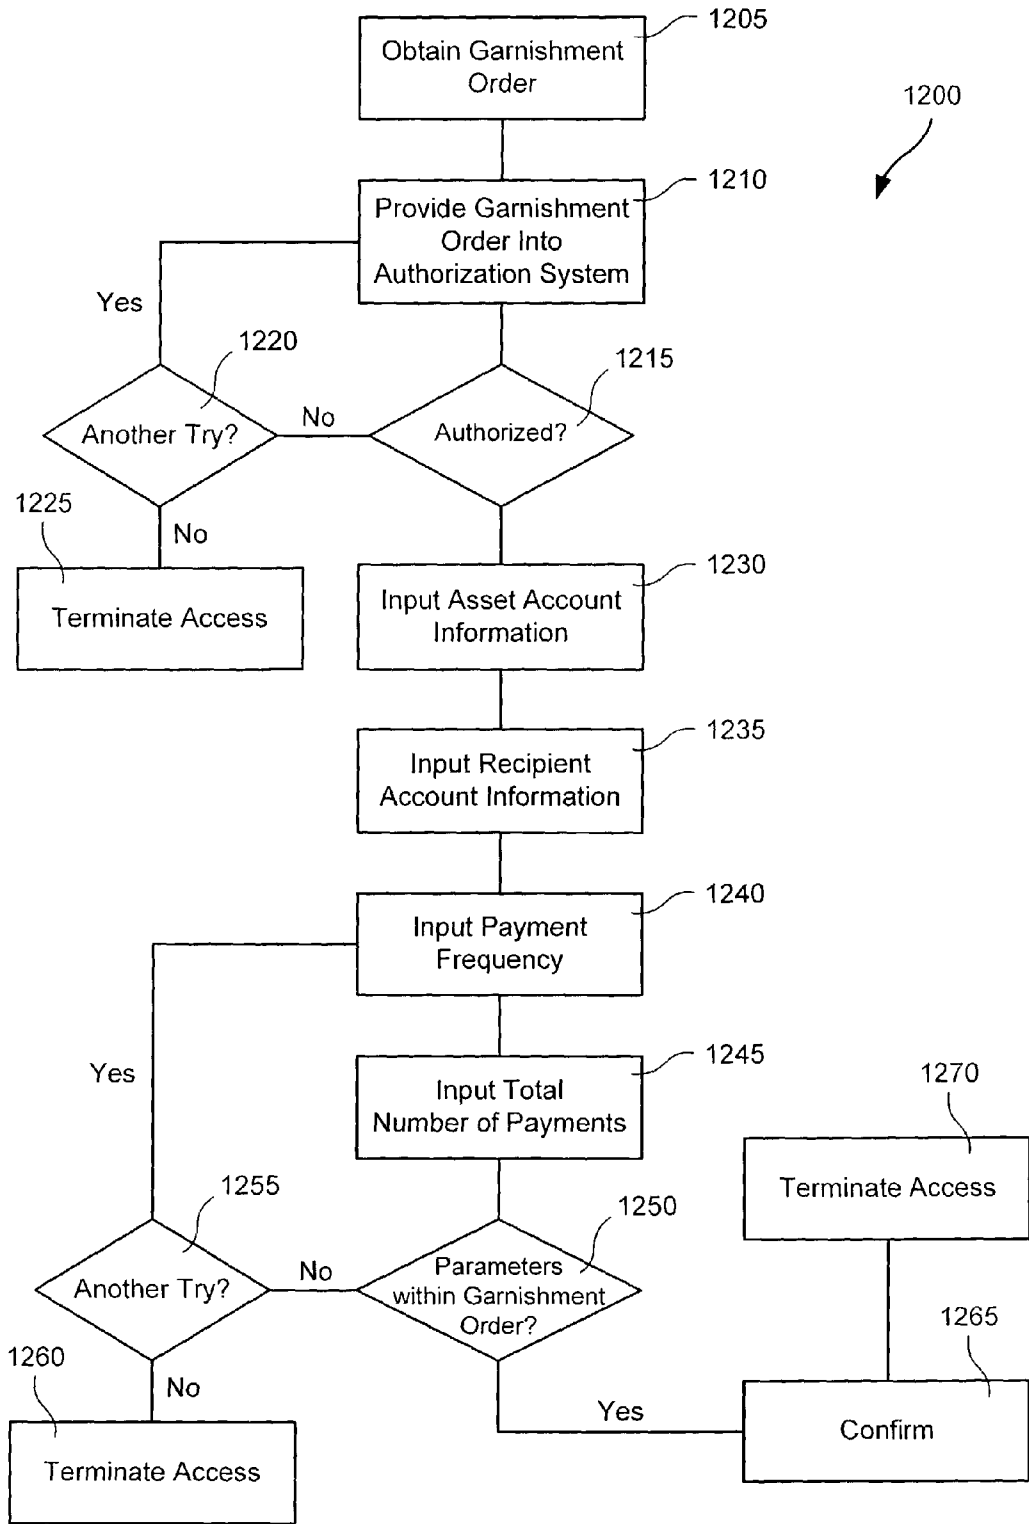 1205
Obtain Garnishment
Order
1200
1210
Provide Garnishment
Order Into
Authorization System
Yes
1220
1215
Another Try?
No
Authorized?
1225
No
Terminate Access
1230
Input Asset Account
Information
1235
Input Recipient
Account Information
1240
Input Payment
Frequency
Yes
1245
Input Total
Number of Payments
1270
Terminate Access
1255
1250
Another Try?
No
Parameters
within Garnishment
Order?
1260
No
Terminate Access
Yes
1265
Confirm